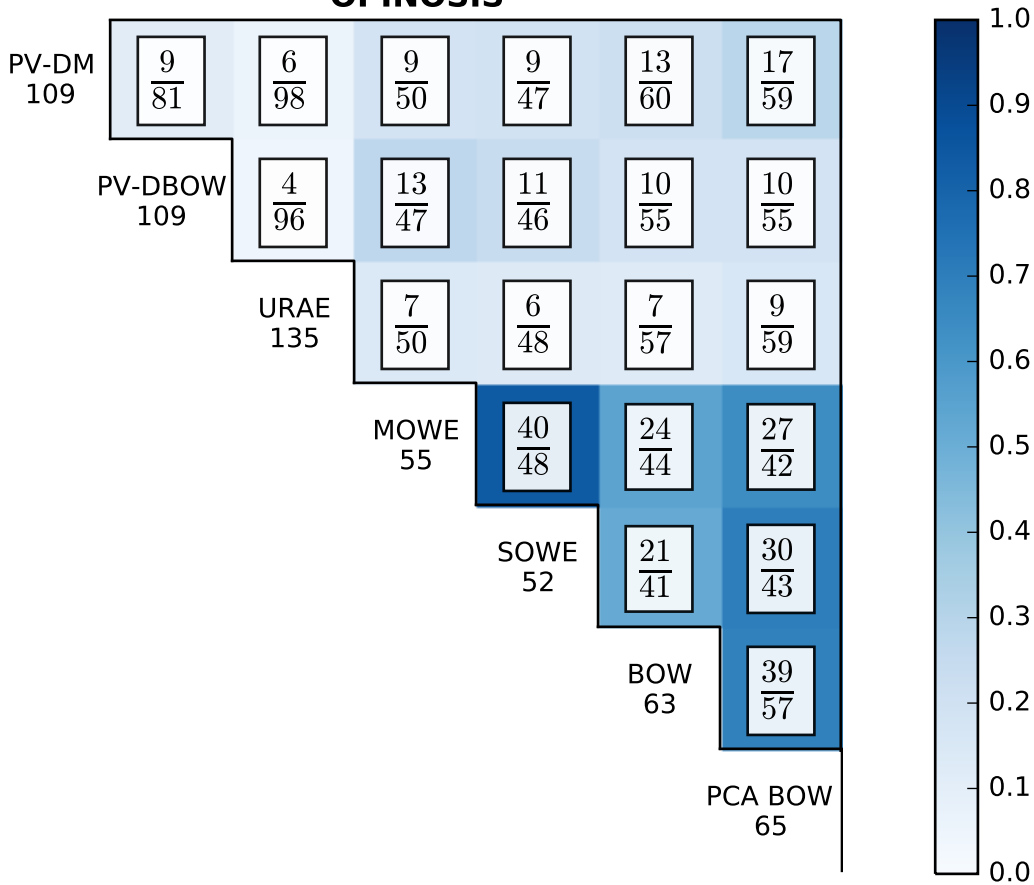 OPINOSIS
1.0
PV-DM
109
9/81 6/98 9/50 9/47 13/60 17/59
0.9
PV-DBOW
109
4/96 13/47 11/46 10/55 10/55
0.8
0.7
URAE
135
7/50 6/48 7/57 9/59
0.6
MOWE
55
40/48 24/44 27/42
0.5
0.4
SOWE
52
21/41 30/43
0.3
BOW
63
39/57
0.2
0.1
PCA BOW
65
0.0